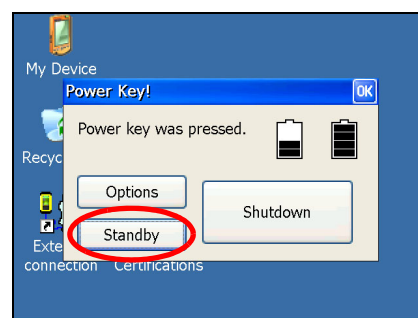 My Device
Power Key!
OK
Power key was pressed.
Recyc
Options
Shutdown
Standby
Exte
connection Certifications